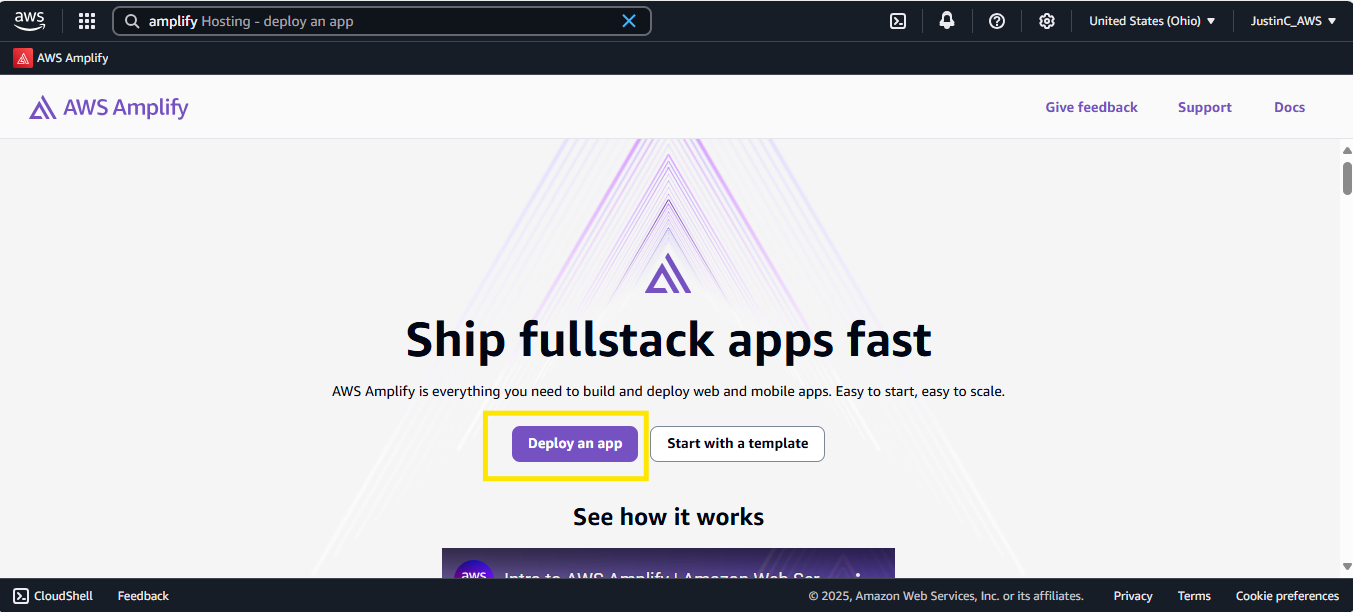 aws
amplify Hosting - deploy an app
United States (Ohio)
JustinC_AWS
AWS Amplify
AWS Amplify
Give feedback
Support
Docs
Ship fullstack apps fast
AWS Amplify is everything you need to build and deploy web and mobile apps. Easy to start, easy to scale.
Deploy an app
Start with a template
See how it works
aws
Intro to AWS Amplify | Amazon Web Ser
CloudShell
Feedback
© 2025, Amazon Web Services, Inc. or its affiliates.
Privacy
Terms
Cookie preferences